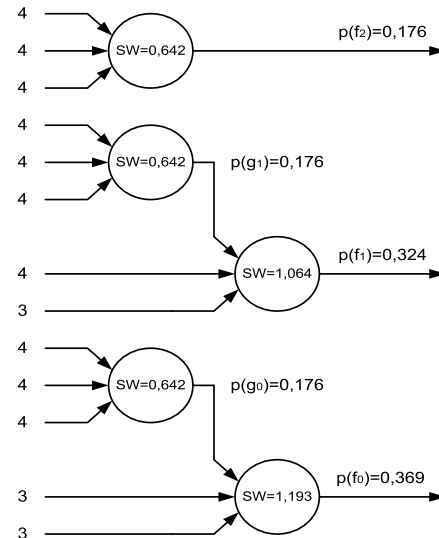 4
p(f₂)=0,176
4
SW=0,642
4
4
4
SW=0,642
p(g₁)=0,176
4
p(f₁)=0,324
4
SW=1,064
3
4
4
SW=0,642
p(g₀)=0,176
4
p(f₀)=0,369
3
SW=1,193
3